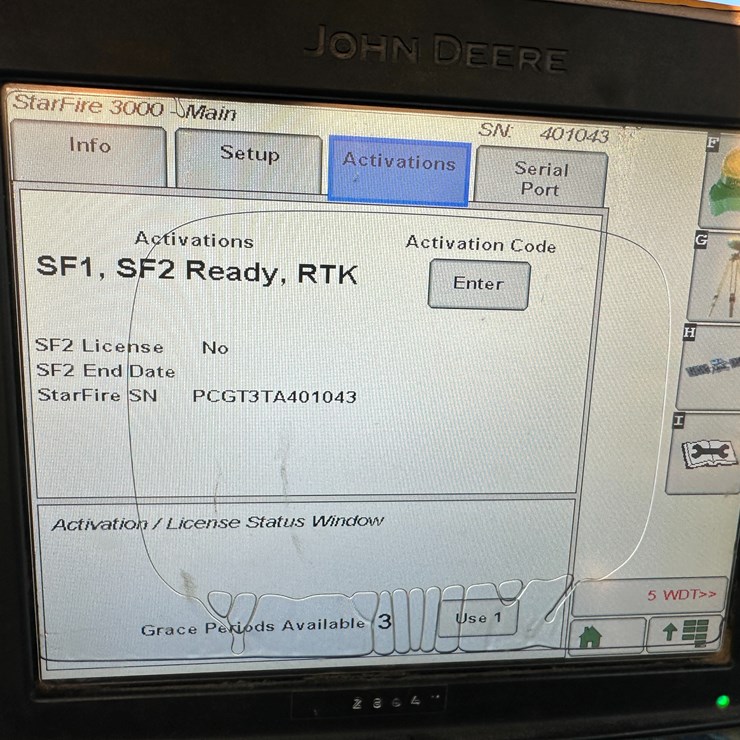 JOHN DEERE
StarFire 3000 - Main
SN: 401043
Info
Setup
Activations
Serial
Port
F
Activations
Activation Code
SF1, SF2 Ready, RTK
Enter
G
SF2 License No
SF2 End Date
StarFire SN PCGT3TA401043
H
I
Activation / License Status Window
Grace Periods Available 3
Use 1
5 WDT>>